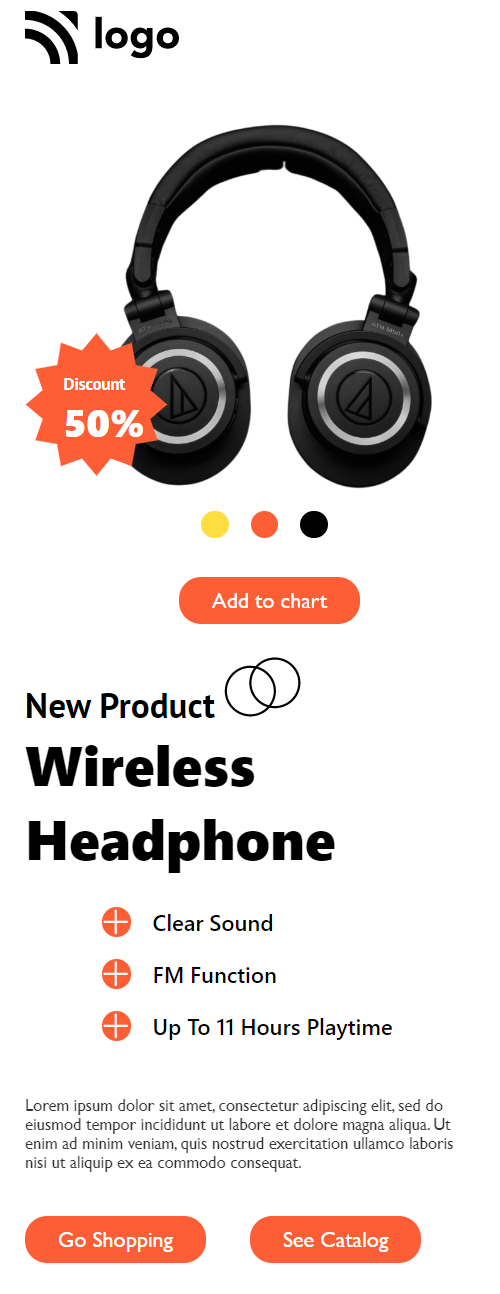 logo
Discount
50%
Add to chart
New Product
Wireless
Headphone
Clear Sound
FM Function
Up To 11 Hours Playtime
Lorem ipsum dolor sit amet, consectetur adipiscing elit, sed do
eiusmod tempor incididunt ut labore et dolore magna aliqua. Ut
enim ad minim veniam, quis nostrud exercitation ullamco laboris
nisi ut aliquip ex ea commodo consequat.
Go Shopping
See Catalog